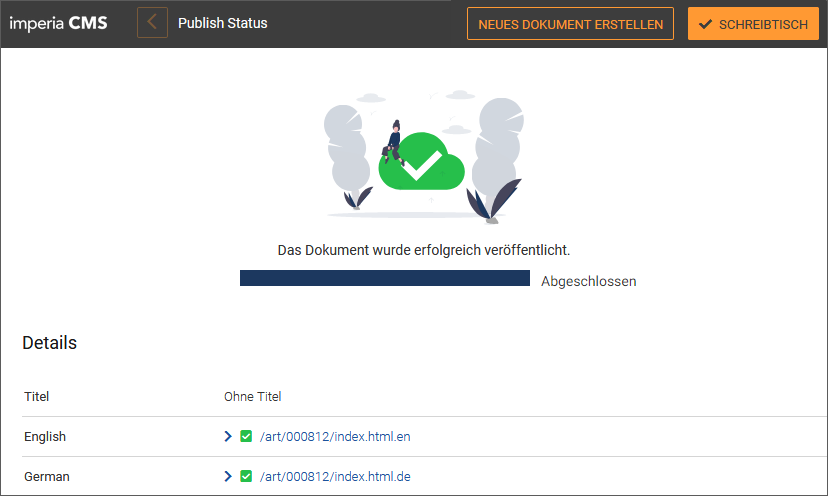 imperia CMS
Publish Status
NEUES DOKUMENT ERSTELLEN
SCHREIBTISCH
Das Dokument wurde erfolgreich veröffentlicht.
Abgeschlossen
Details
Titel Ohne Titel
English /art/000812/index.html.en
German /art/000812/index.html.de